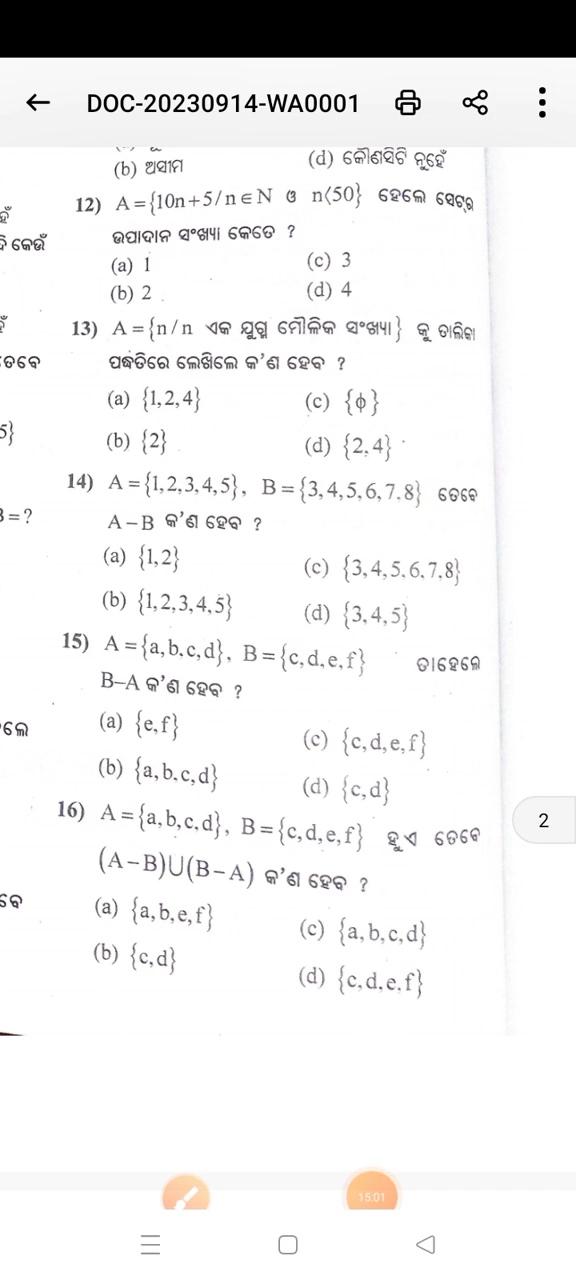 DOC-20230914-WA0001
(b) ଅସୀମ
(d) କୌଣସିଟି ନୁହେଁ
12) A={10n+5/n∈N ଓ n⟨50} ହେଲେ ସେଟ୍‌ର
ଉପାଦାନ ସଂଖ୍ୟା କେତେ ?
(a) 1
(c) 3
(b) 2
(d) 4
13) A={n/n ଏକ ଯୁଗ୍ମ ମୌଳିକ ସଂଖ୍ୟା} କୁ ତାଲିକା
ପଦ୍ଧତିରେ ଲେଖିଲେ କ'ଣ ହେବ ?
(a) {1,2,4}
(c) {ϕ}
(b) {2}
(d) {2,4}
14) A={1,2,3,4,5}, B={3,4,5,6,7.8} ତେବେ
A-B କ'ଣ ହେବ ?
(a) {1,2}
(c) {3,4,5.6,7,8}
(b) {1,2,3,4,5}
(d) {3,4,5}
15) A={a,b,c,d}, B={c,d,e,f} ତାହେଲେ
B-A କ'ଣ ହେବ ?
(a) {e,f}
(c) {c,d,e,f}
(b) {a,b.c,d}
(d) {c,d}
16) A={a,b,c,d}, B={c,d,e,f} ହୁଏ ତେବେ
(A-B)∪(B-A) କ'ଣ ହେବ ?
(a) {a,b,e,f}
(c) {a,b,c,d}
(b) {c,d}
(d) {c,d,e,f}
କେଉଁ
ତେବେ
5}
=?
ଲେ
ବେ
2
15:01